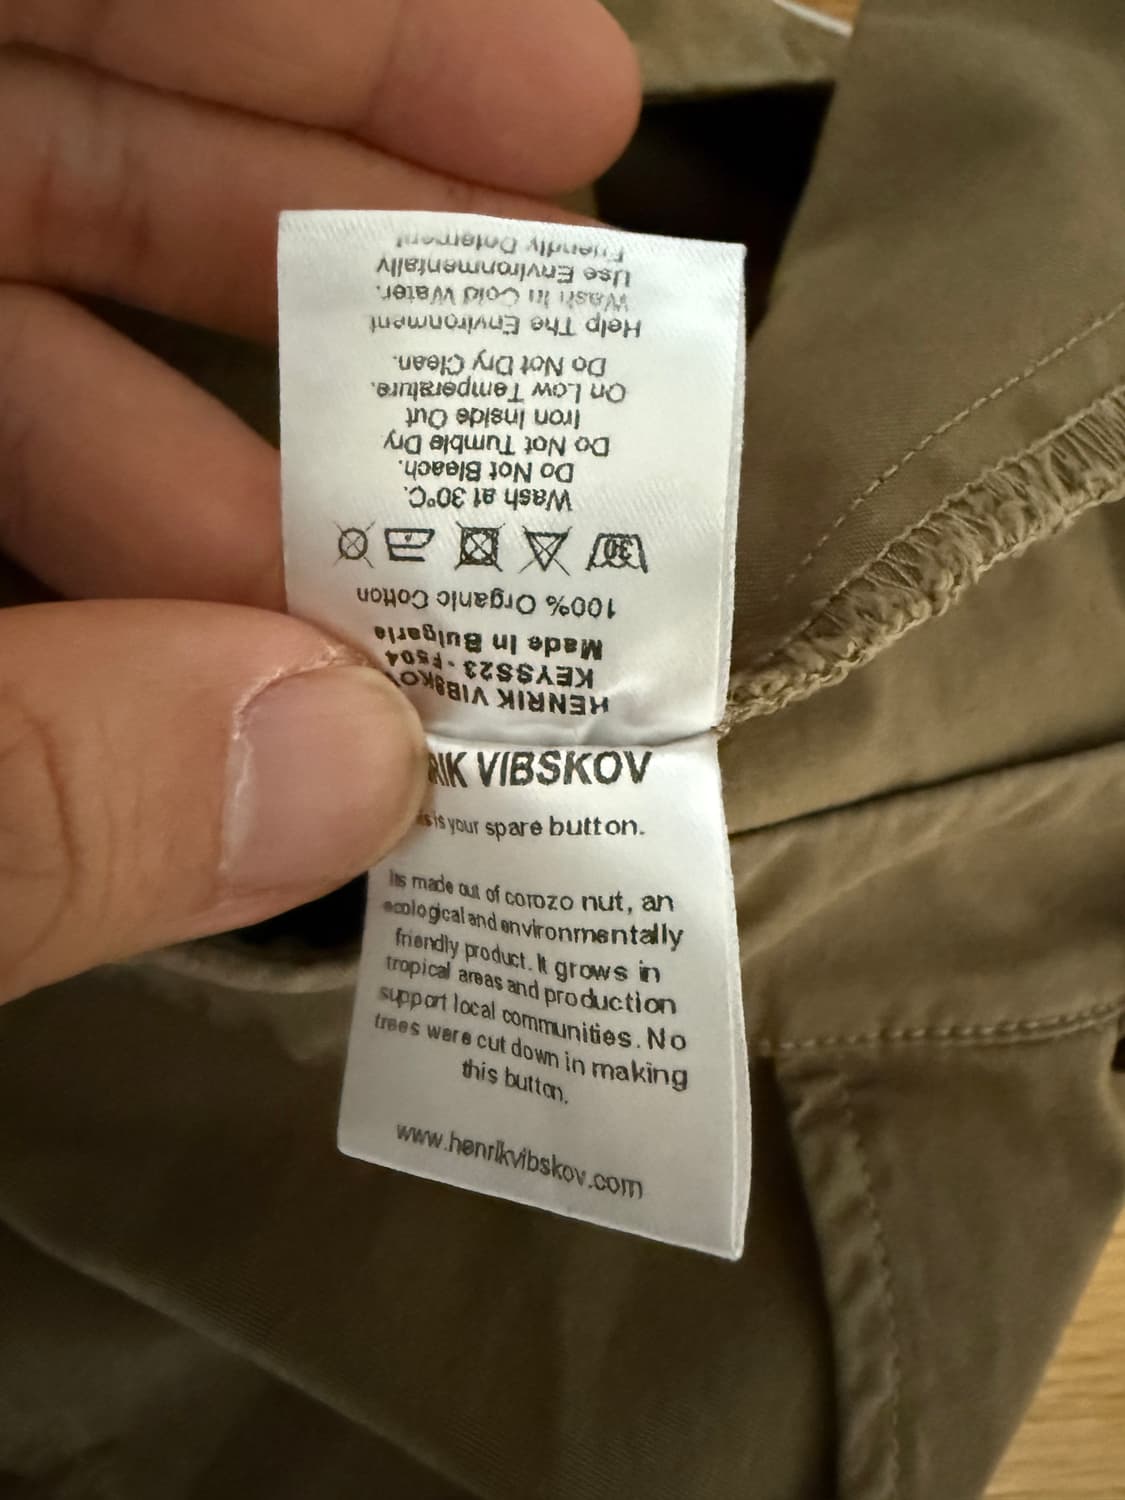 HENRIK VIBSKOV
KEYSS23 - F504
Made In Bulgaria
100% Organic Cotton
30
Wash at 30°C.
Do Not Bleach.
Do Not Tumble Dry
Iron Inside Out
On Low Temperature.
Do Not Dry Clean.
Help The Environment
Wash In Cold Water.
Use Environmentally
Friendly Detergent
RIK VIBSKOV
is your spare button.
made out of corozo nut, an
ecological and environmentally
friendly product. It grows in
tropical areas and production
support local communities. No
trees were cut down in making
this button.
www.henrikvibskov.com